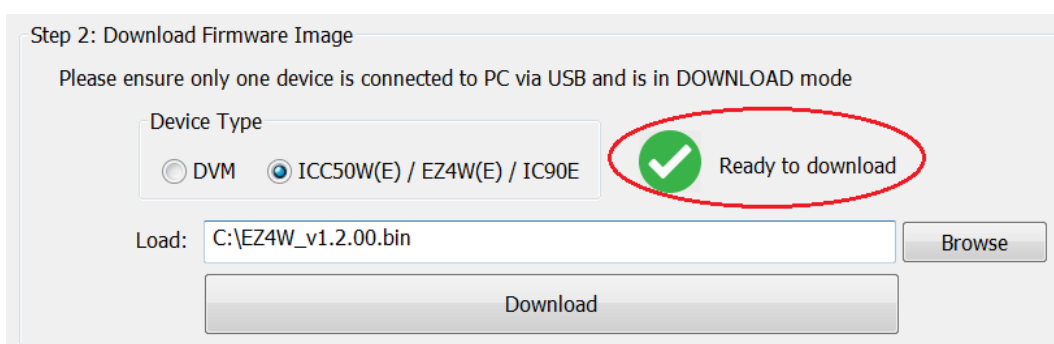 Step 2: Download Firmware Image
Please ensure only one device is connected to PC via USB and is in DOWNLOAD mode
Device Type
DVM ICC50W(E) / EZ4W(E) / IC90E
Ready to download
Load: C:\EZ4W_v1.2.00.bin Browse
Download